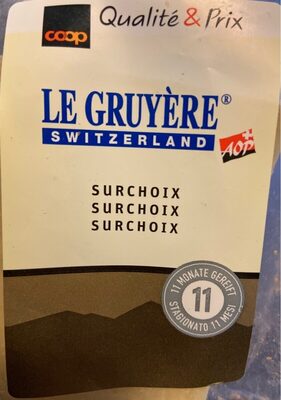 coop
Qualité & Prix
LE GRUYÈRE®
SWITZERLAND
AOP
SURCHOIX
SURCHOIX
SURCHOIX
11 MONATE GEREIFT
11
STAGIONATO 11 MESI